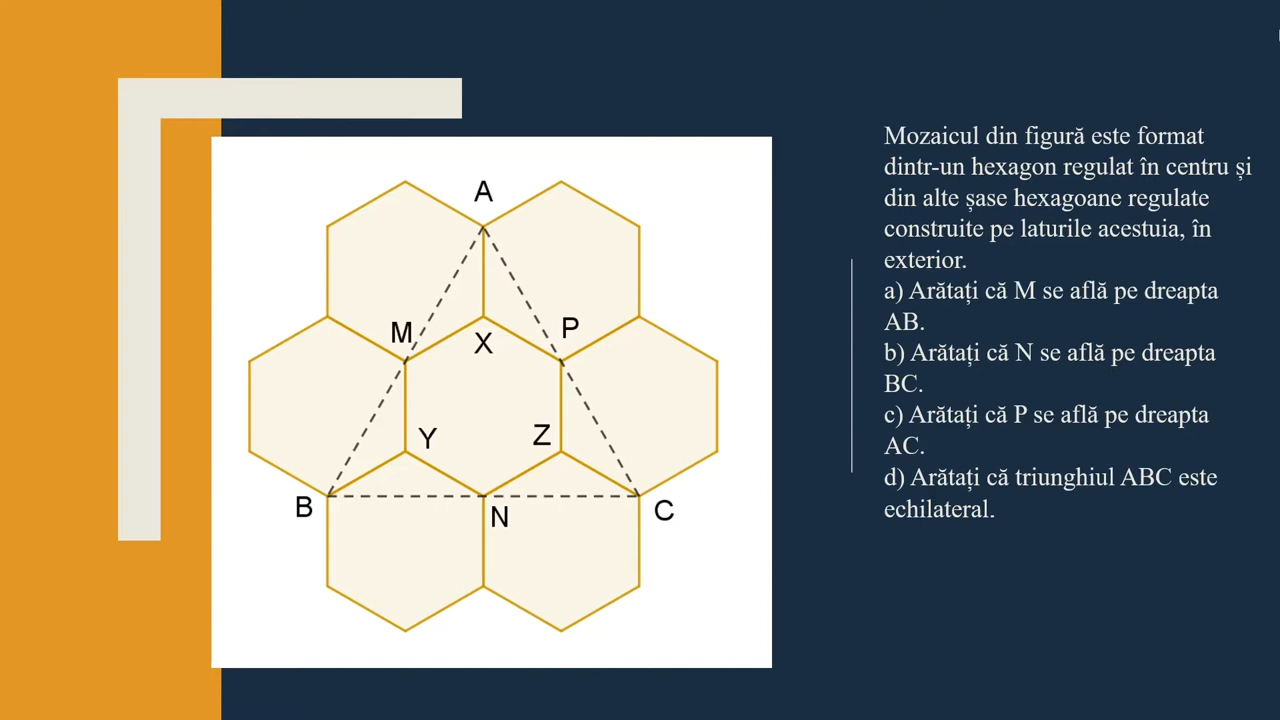 A
M
X
P
Y
Z
B
N
C
Mozaicul din figură este format
dintr-un hexagon regulat în centru și
din alte șase hexagoane regulate
construite pe laturile acestuia, în
exterior.
a) Arătați că M se află pe dreapta
AB.
b) Arătați că N se află pe dreapta
BC.
c) Arătați că P se află pe dreapta
AC.
d) Arătați că triunghiul ABC este
echilateral.